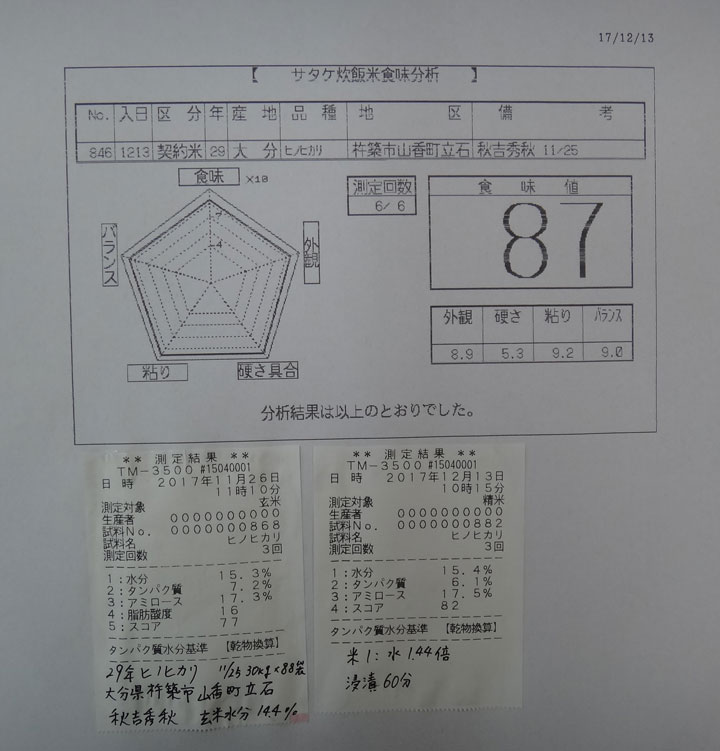 17/12/13
【 サタケ炊飯米食味分析 】
No. 入日 区分 年 産地 品種 地区 備考
846 1213 契約米 29 大分 ヒノヒカリ 杵築市山香町立石 秋吉秀秋 11/25
食味 ×10
7
4
バランス
外観
粘り
硬さ具合
測定回数
6/ 6
食味値
87
外観 硬さ 粘り バランス
8.9 5.3 9.2 9.0
分析結果は以上のとおりでした。
** 測定結果 **
TM-3500 #15040001
日時 2017年11月26日
11時10分
測定対象 玄米
生産者 0000000000
試料No. 0000000868
試料名 ヒノヒカリ
測定回数 3回
1:水分 15.3%
2:タンパク質 7.2%
3:アミロース 17.3%
4:脂肪酸度 16
5:スコア 77
タンパク質水分基準 【乾物換算】
29年ヒノヒカリ 11/25 30kg×88袋
大分県杵築市山香町立石
秋吉秀秋 玄米水分14.4%
** 測定結果 **
TM-3500 #15040001
日時 2017年12月13日
10時15分
測定対象 精米
生産者 0000000000
試料No. 0000000882
試料名 ヒノヒカリ
測定回数 3回
1:水分 15.4%
2:タンパク質 6.1%
3:アミロース 17.5%
4:スコア 82
タンパク質水分基準 【乾物換算】
米1:水1.44倍
浸漬60分